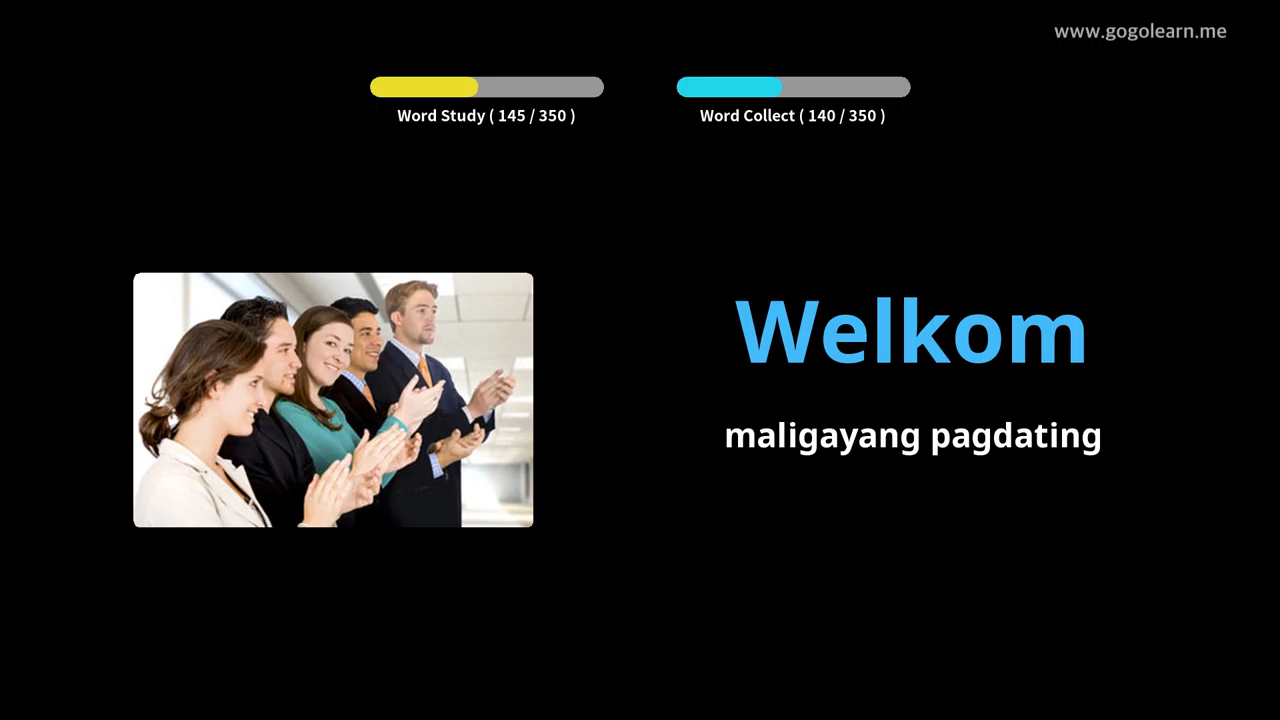 www.gogolearn.me
Word Study ( 145 / 350 )
Word Collect ( 140 / 350 )
Welkom
maligayang pagdating